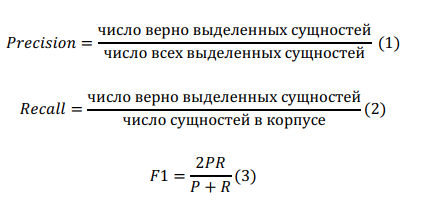 Precision = число верно выделенных сущностей / число всех выделенных сущностей (1)
Recall = число верно выделенных сущностей / число сущностей в корпусе (2)
F1 = 2PR / P + R (3)